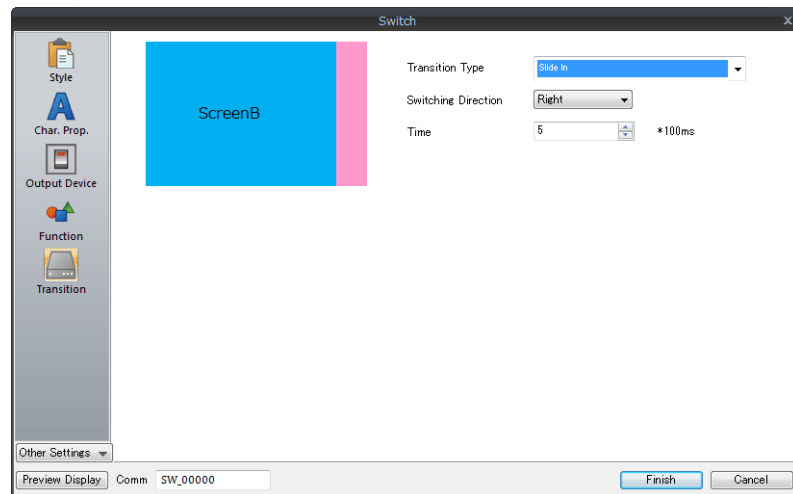 Switch
x
Style
Char. Prop.
Output Device
Function
Transition
ScreenB
Transition Type Slide In
Switching Direction Right
Time 5 *100ms
Other Settings
Preview Display Comm SW_00000 Finish Cancel